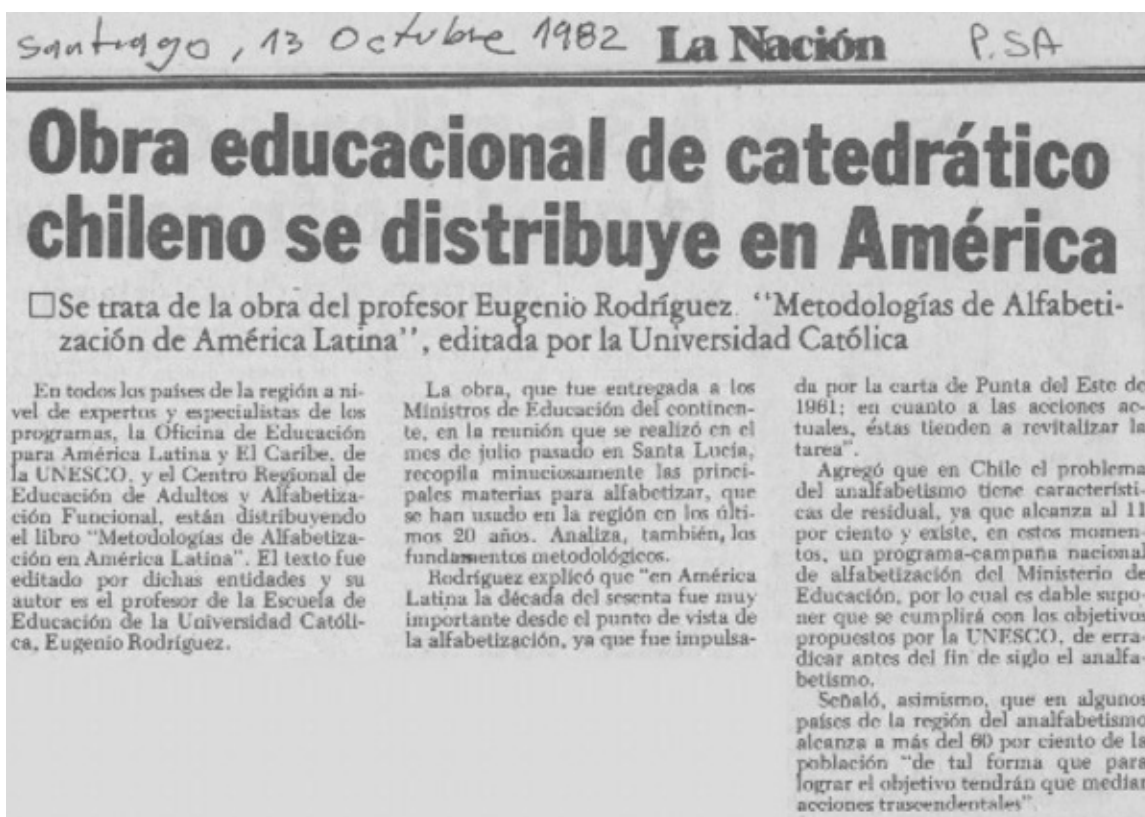 Santiago, 13 Octubre 1982 La Nación P.5A
Obra educacional de catedrático
chileno se distribuye en América
□Se trata de la obra del profesor Eugenio Rodríguez. "Metodologías de Alfabeti-
zación de América Latina", editada por la Universidad Católica
En todos los países de la región a ni-
vel de expertos y especialistas de los
programas, la Oficina de Educación
para América Latina y El Caribe, de
la UNESCO, y el Centro Regional de
Educación de Adultos y Alfabetiza-
ción Funcional, están distribuyendo
el libro "Metodologías de Alfabetiza-
ción en América Latina". El texto fue
editado por dichas entidades y su
autor es el profesor de la Escuela de
Educación de la Universidad Católi-
ca, Eugenio Rodríguez.
La obra, que fue entregada a los
Ministros de Educación del continen-
te, en la reunión que se realizó en el
mes de julio pasado en Santa Lucía,
recopila minuciosamente las princi-
pales materias para alfabetizar, que
se han usado en la región en los últi-
mos 20 años. Analiza, también, los
fundamentos metodológicos.
Rodríguez explicó que "en América
Latina la década del sesenta fue muy
importante desde el punto de vista de
la alfabetización, ya que fue impulsa-
da por la carta de Punta del Este de
1961; en cuanto a las acciones ac-
tuales, éstas tienden a revitalizar la
tarea".
Agregó que en Chile el problema
del analfabetismo tiene característi-
cas de residual, ya que alcanza al 11
por ciento y existe, en estos momen-
tos, un programa-campaña nacional
de alfabetización del Ministerio de
Educación, por lo cual es dable supo-
ner que se cumplirá con los objetivos
propuestos por la UNESCO, de erra-
dicar antes del fin de siglo el analfa-
betismo.
Señaló, asimismo, que en algunos
países de la región del analfabetismo
alcanza a más del 60 por ciento de la
población "de tal forma que para
lograr el objetivo tendrán que mediar
acciones trascendentales".